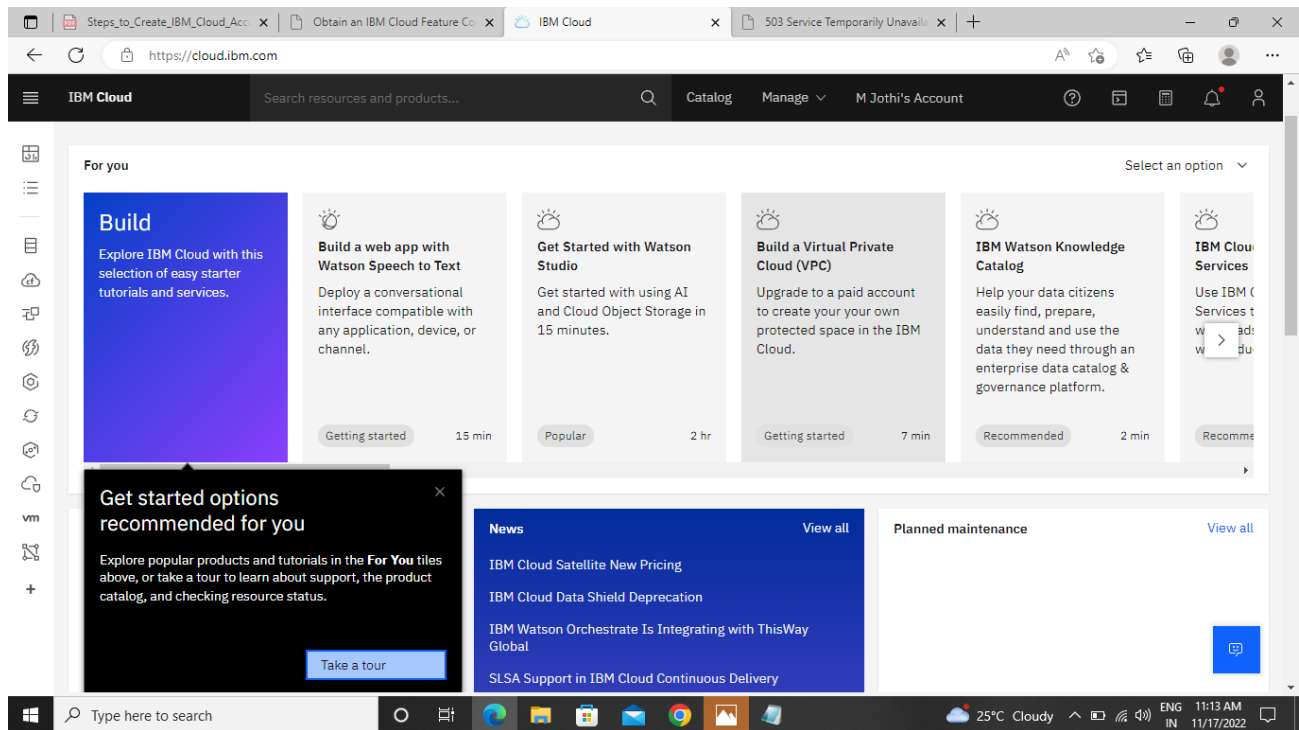 Steps_to_Create_IBM_Cloud_Acc
Obtain an IBM Cloud Feature Co
IBM Cloud
503 Service Temporarily Unavaila
https://cloud.ibm.com
IBM Cloud
Search resources and products...
Catalog
Manage
M Jothi's Account
For you
Select an option
Build
Explore IBM Cloud with this
selection of easy starter
tutorials and services.
Build a web app with
Watson Speech to Text
Deploy a conversational
interface compatible with
any application, device, or
channel.
Getting started
15 min
Get Started with Watson
Studio
Get started with using AI
and Cloud Object Storage in
15 minutes.
Popular
2 hr
Build a Virtual Private
Cloud (VPC)
Upgrade to a paid account
to create your your own
protected space in the IBM
Cloud.
Getting started
7 min
IBM Watson Knowledge
Catalog
Help your data citizens
easily find, prepare,
understand and use the
data they need through an
enterprise data catalog &
governance platform.
Recommended
2 min
IBM Clou
Services
Use IBM
Services t
Recomme
Get started options
recommended for you
Explore popular products and tutorials in the For You tiles
above, or take a tour to learn about support, the product
catalog, and checking resource status.
Take a tour
News
View all
IBM Cloud Satellite New Pricing
IBM Cloud Data Shield Deprecation
IBM Watson Orchestrate Is Integrating with ThisWay
Global
SLSA Support in IBM Cloud Continuous Delivery
Planned maintenance
View all
vm
Type here to search
25°C Cloudy
ENG
IN
11:13 AM
11/17/2022